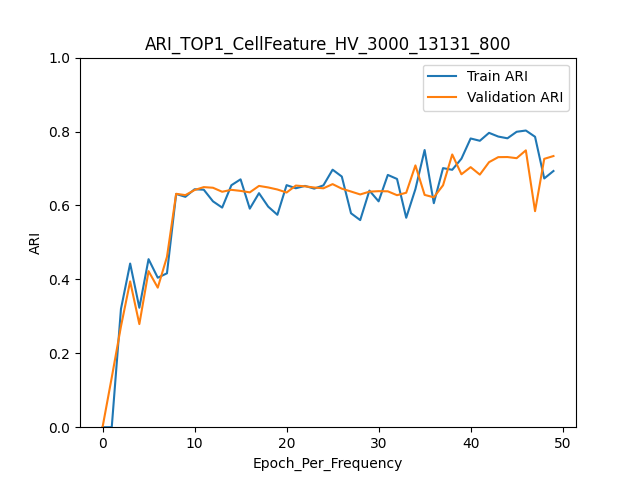 ARI_TOP1_CellFeature_HV_3000_13131_800
Train ARI
Validation ARI
1.0
0.8
0.6
0.4
0.2
0.0
ARI
0 10 20 30 40 50
Epoch_Per_Frequency